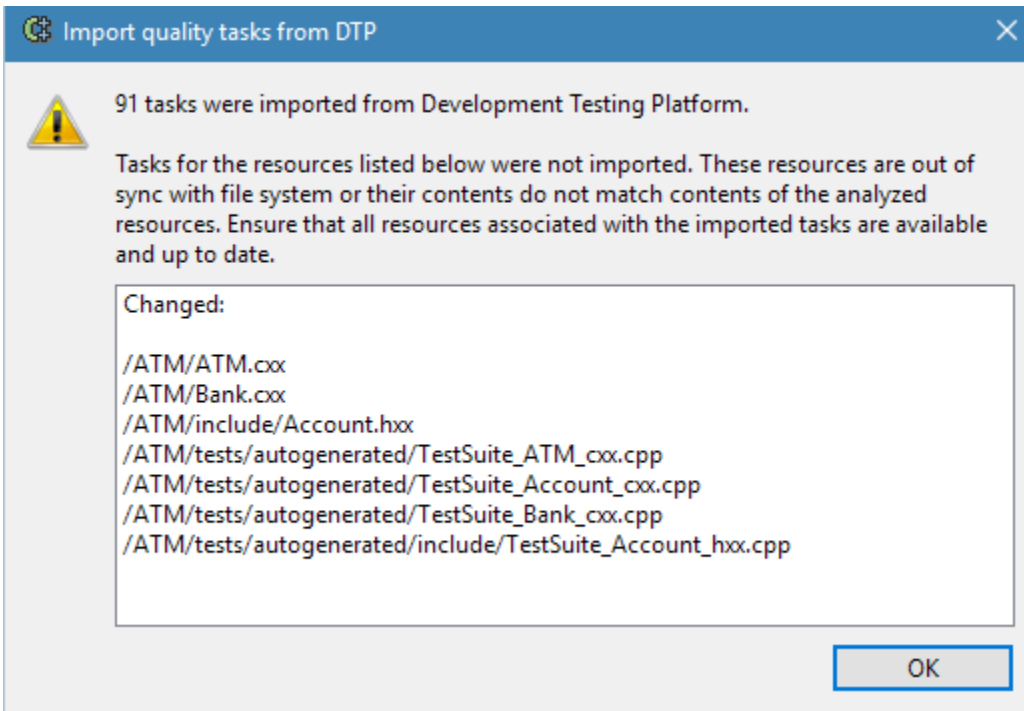 Import quality tasks from DTP
91 tasks were imported from Development Testing Platform.
Tasks for the resources listed below were not imported. These resources are out of
sync with file system or their contents do not match contents of the analyzed
resources. Ensure that all resources associated with the imported tasks are available
and up to date.
Changed:
/ATM/ATM.cxx
/ATM/Bank.cxx
/ATM/include/Account.hxx
/ATM/tests/autogenerated/TestSuite_ATM_cxx.cpp
/ATM/tests/autogenerated/TestSuite_Account_cxx.cpp
/ATM/tests/autogenerated/TestSuite_Bank_cxx.cpp
/ATM/tests/autogenerated/include/TestSuite_Account_hxx.cpp
OK